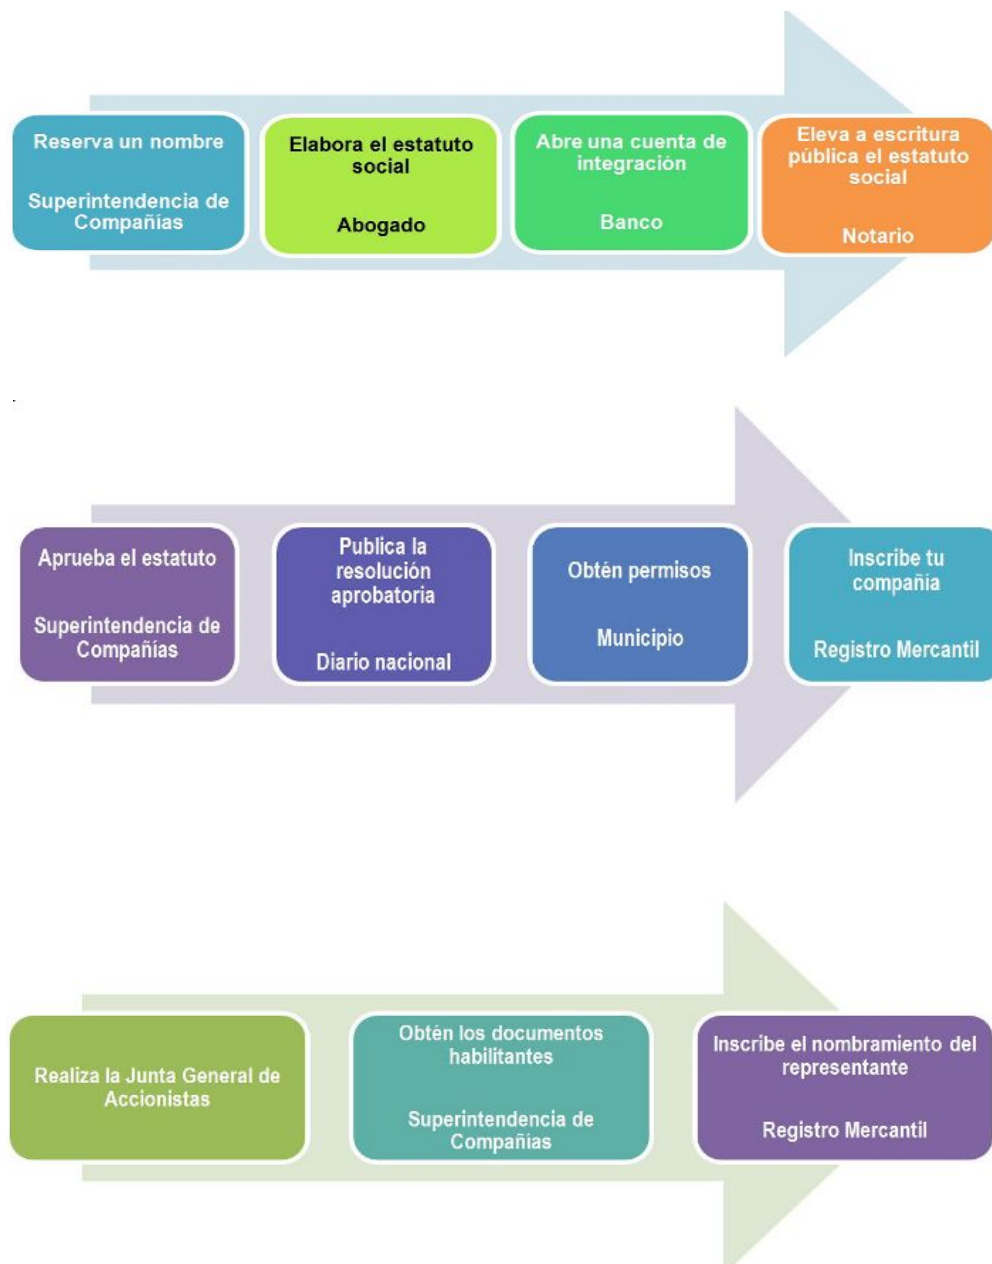 Reserva un nombre
Superintendencia de
Compañías
Elabora el estatuto
social
Abogado
Abre una cuenta de
integración
Banco
Eleva a escritura
pública el estatuto
social
Notario
Aprueba el estatuto
Superintendencia de
Compañías
Publica la
resolución
aprobatoria
Diario nacional
Obtén permisos
Municipio
Inscribe tu
compañía
Registro Mercantil
Realiza la Junta General de
Accionistas
Obtén los documentos
habilitantes
Superintendencia de
Compañías
Inscribe el nombramiento del
representante
Registro Mercantil